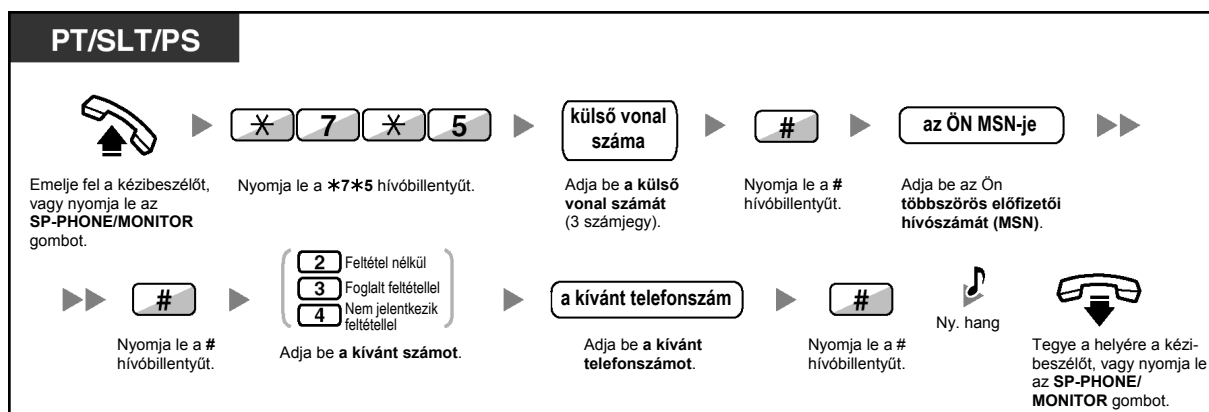 PT/SLT/PS
✳ 7 ✳ 5
külső vonal
száma
#
az ÖN MSN-je
Emelje fel a kézibeszélőt,
vagy nyomja le az
SP-PHONE/MONITOR
gombot.
Nyomja le a ✳7✳5 hívóbillentyűt.
Adja be a külső
vonal számát
(3 számjegy).
Nyomja le a #
hívóbillentyűt.
Adja be az Ön
többszörös előfizetői
hívószámát (MSN).
#
Nyomja le a #
hívóbillentyűt.
2 Feltétel nélkül
3 Foglalt feltétellel
4 Nem jelentkezik
feltétellel
Adja be a kívánt számot.
a kívánt telefonszám
Adja be a kívánt
telefonszámot.
#
Nyomja le a #
hívóbillentyűt.
Ny. hang
Tegye a helyére a kézi-
beszélőt, vagy nyomja le
az SP-PHONE/
MONITOR gombot.